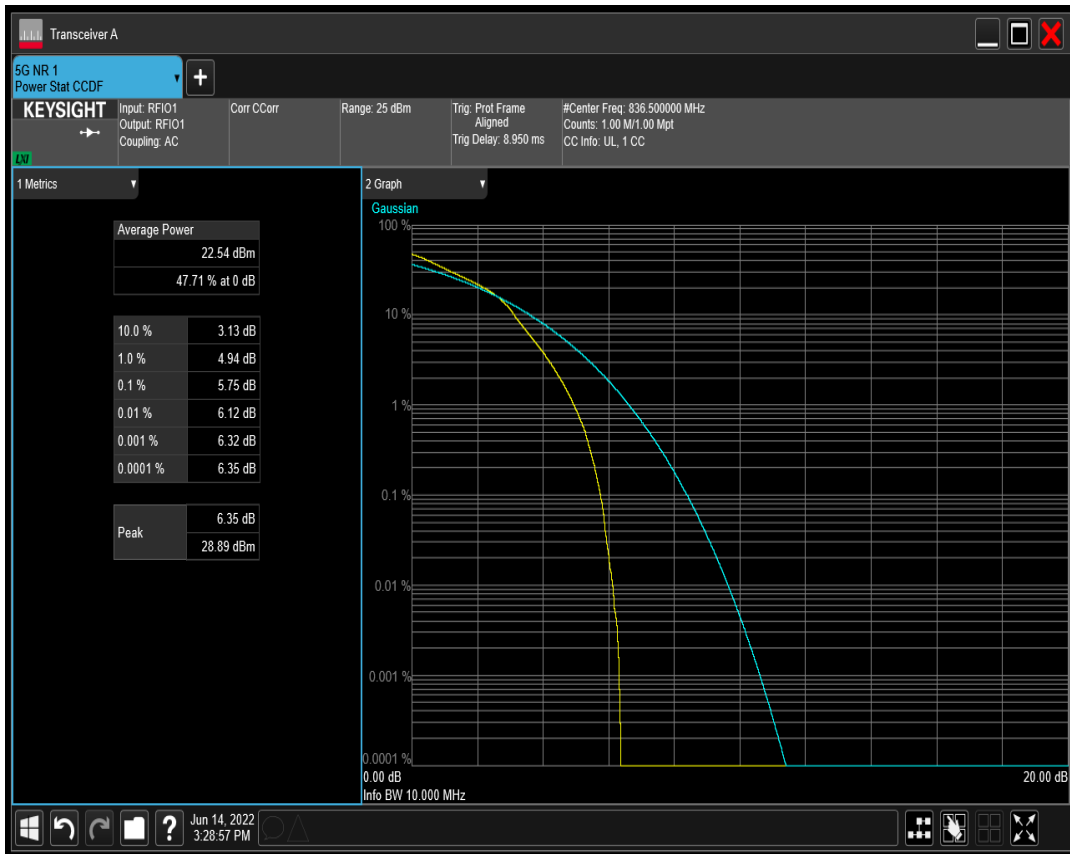 Transceiver A
5G NR 1
Power Stat CCDF
+
KEYSIGHT
LXI
Input: RFIO1
Output: RFIO1
Coupling: AC
Corr CCorr
Range: 25 dBm
Trig: Prot Frame
Aligned
Trig Delay: 8.950 ms
#Center Freq: 836.500000 MHz
Counts: 1.00 M/1.00 Mpt
CC Info: UL, 1 CC
1 Metrics
Average Power
22.54 dBm
47.71 % at 0 dB
10.0 % 3.13 dB
1.0 % 4.94 dB
0.1 % 5.75 dB
0.01 % 6.12 dB
0.001 % 6.32 dB
0.0001 % 6.35 dB
Peak
6.35 dB
28.89 dBm
2 Graph
Gaussian
100 %
10 %
1 %
0.1 %
0.01 %
0.001 %
0.0001 %
0.00 dB 20.00 dB
Info BW 10.000 MHz
?
Jun 14, 2022
3:28:57 PM